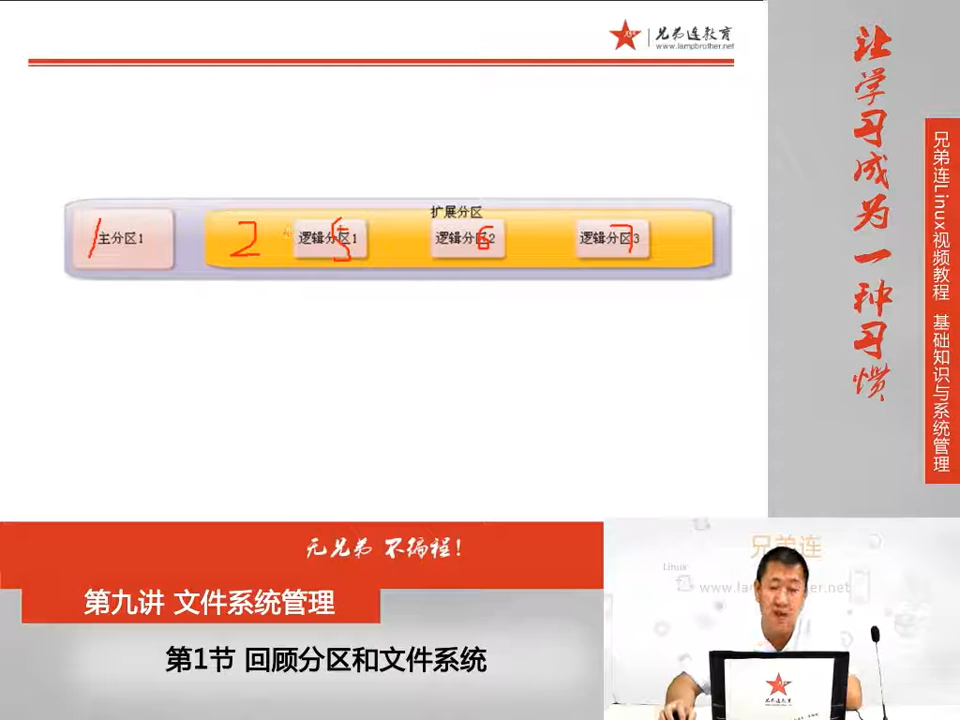 兄弟连教育
www.lampbrother.net
扩展分区
1 主分区1
2
逻辑分区1 5
逻辑分区2 6
逻辑分区3 7
让学习成为一种习惯
兄弟连Linux视频教程 基础知识与系统管理
无兄弟 不编程!
第九讲 文件系统管理
第1节 回顾分区和文件系统
兄弟连
Linux
兄弟连教育